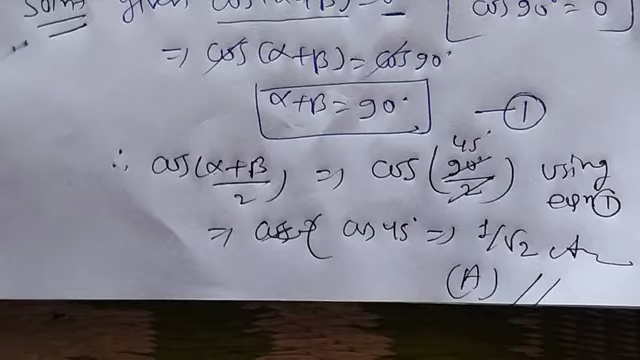 Soln: given cos(α+β)=0 [cos 90°=0]
⇒ cos(α+β)=cos 90°
α+β=90° — ①
∴ cos(α+β/2) ⇒ cos(90°/2) 45° using eqn ①
⇒ cos 45° ⇒ 1/√2 Ans
(A) //